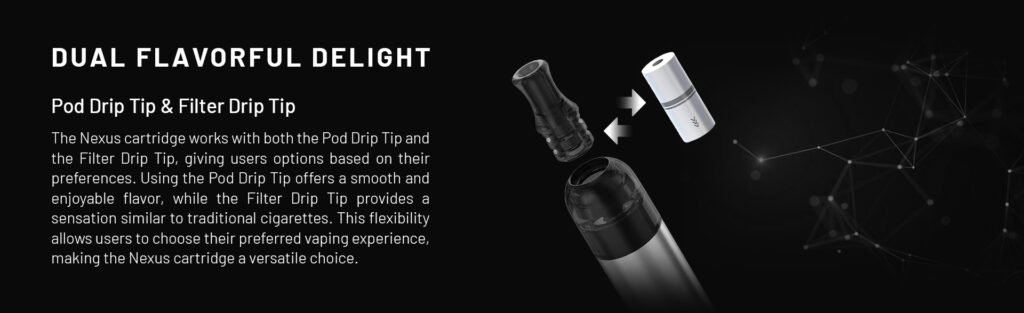 DUAL FLAVORFUL DELIGHT
Pod Drip Tip & Filter Drip Tip
The Nexus cartridge works with both the Pod Drip Tip and
the Filter Drip Tip, giving users options based on their
preferences. Using the Pod Drip Tip offers a smooth and
enjoyable flavor, while the Filter Drip Tip provides a
sensation similar to traditional cigarettes. This flexibility
allows users to choose their preferred vaping experience,
making the Nexus cartridge a versatile choice.